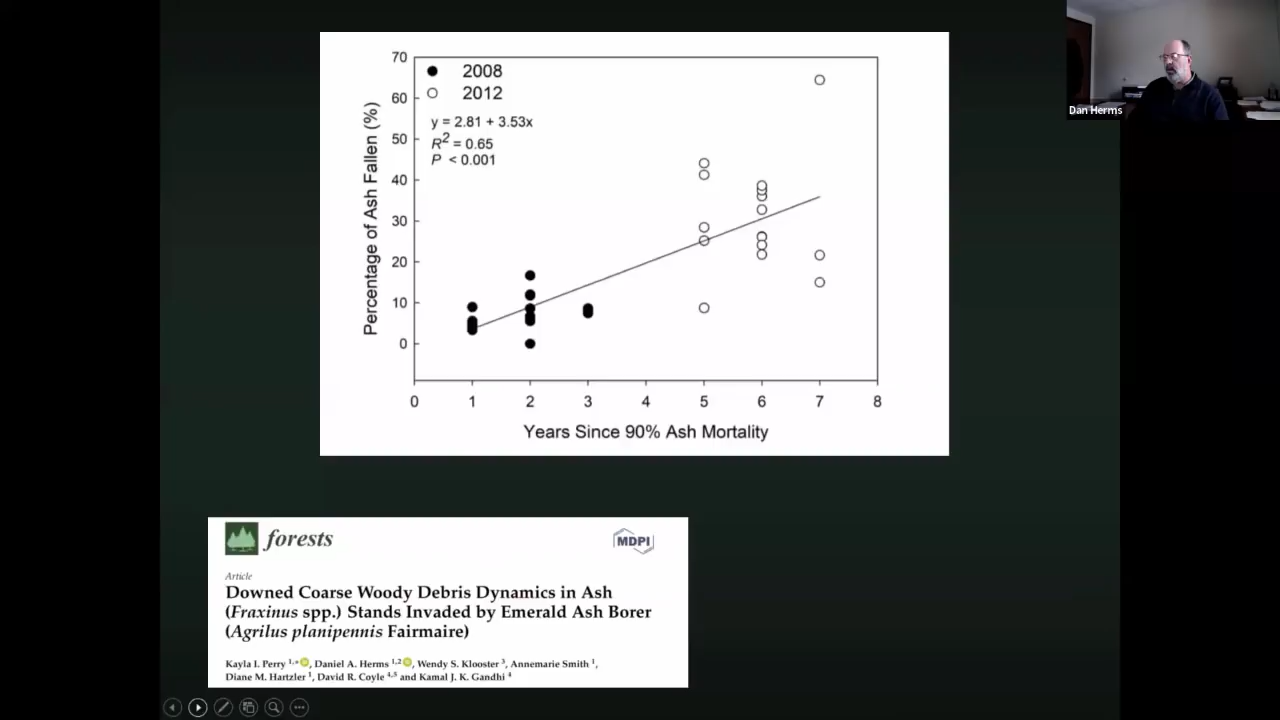 70
60
50
40
30
20
10
0
Percentage of Ash Fallen (%)
2008
2012
y = 2.81 + 3.53x
R² = 0.65
P < 0.001
0 1 2 3 4 5 6 7 8
Years Since 90% Ash Mortality
Dan Herms
forests
MDPI
Article
Downed Coarse Woody Debris Dynamics in Ash
(Fraxinus spp.) Stands Invaded by Emerald Ash Borer
(Agrilus planipennis Fairmaire)
Kayla I. Perry 1,*, Daniel A. Herms 1,2, Wendy S. Klooster 3, Annemarie Smith 1,
Diane M. Hartzler 1, David R. Coyle 4,5 and Kamal J. K. Gandhi 4